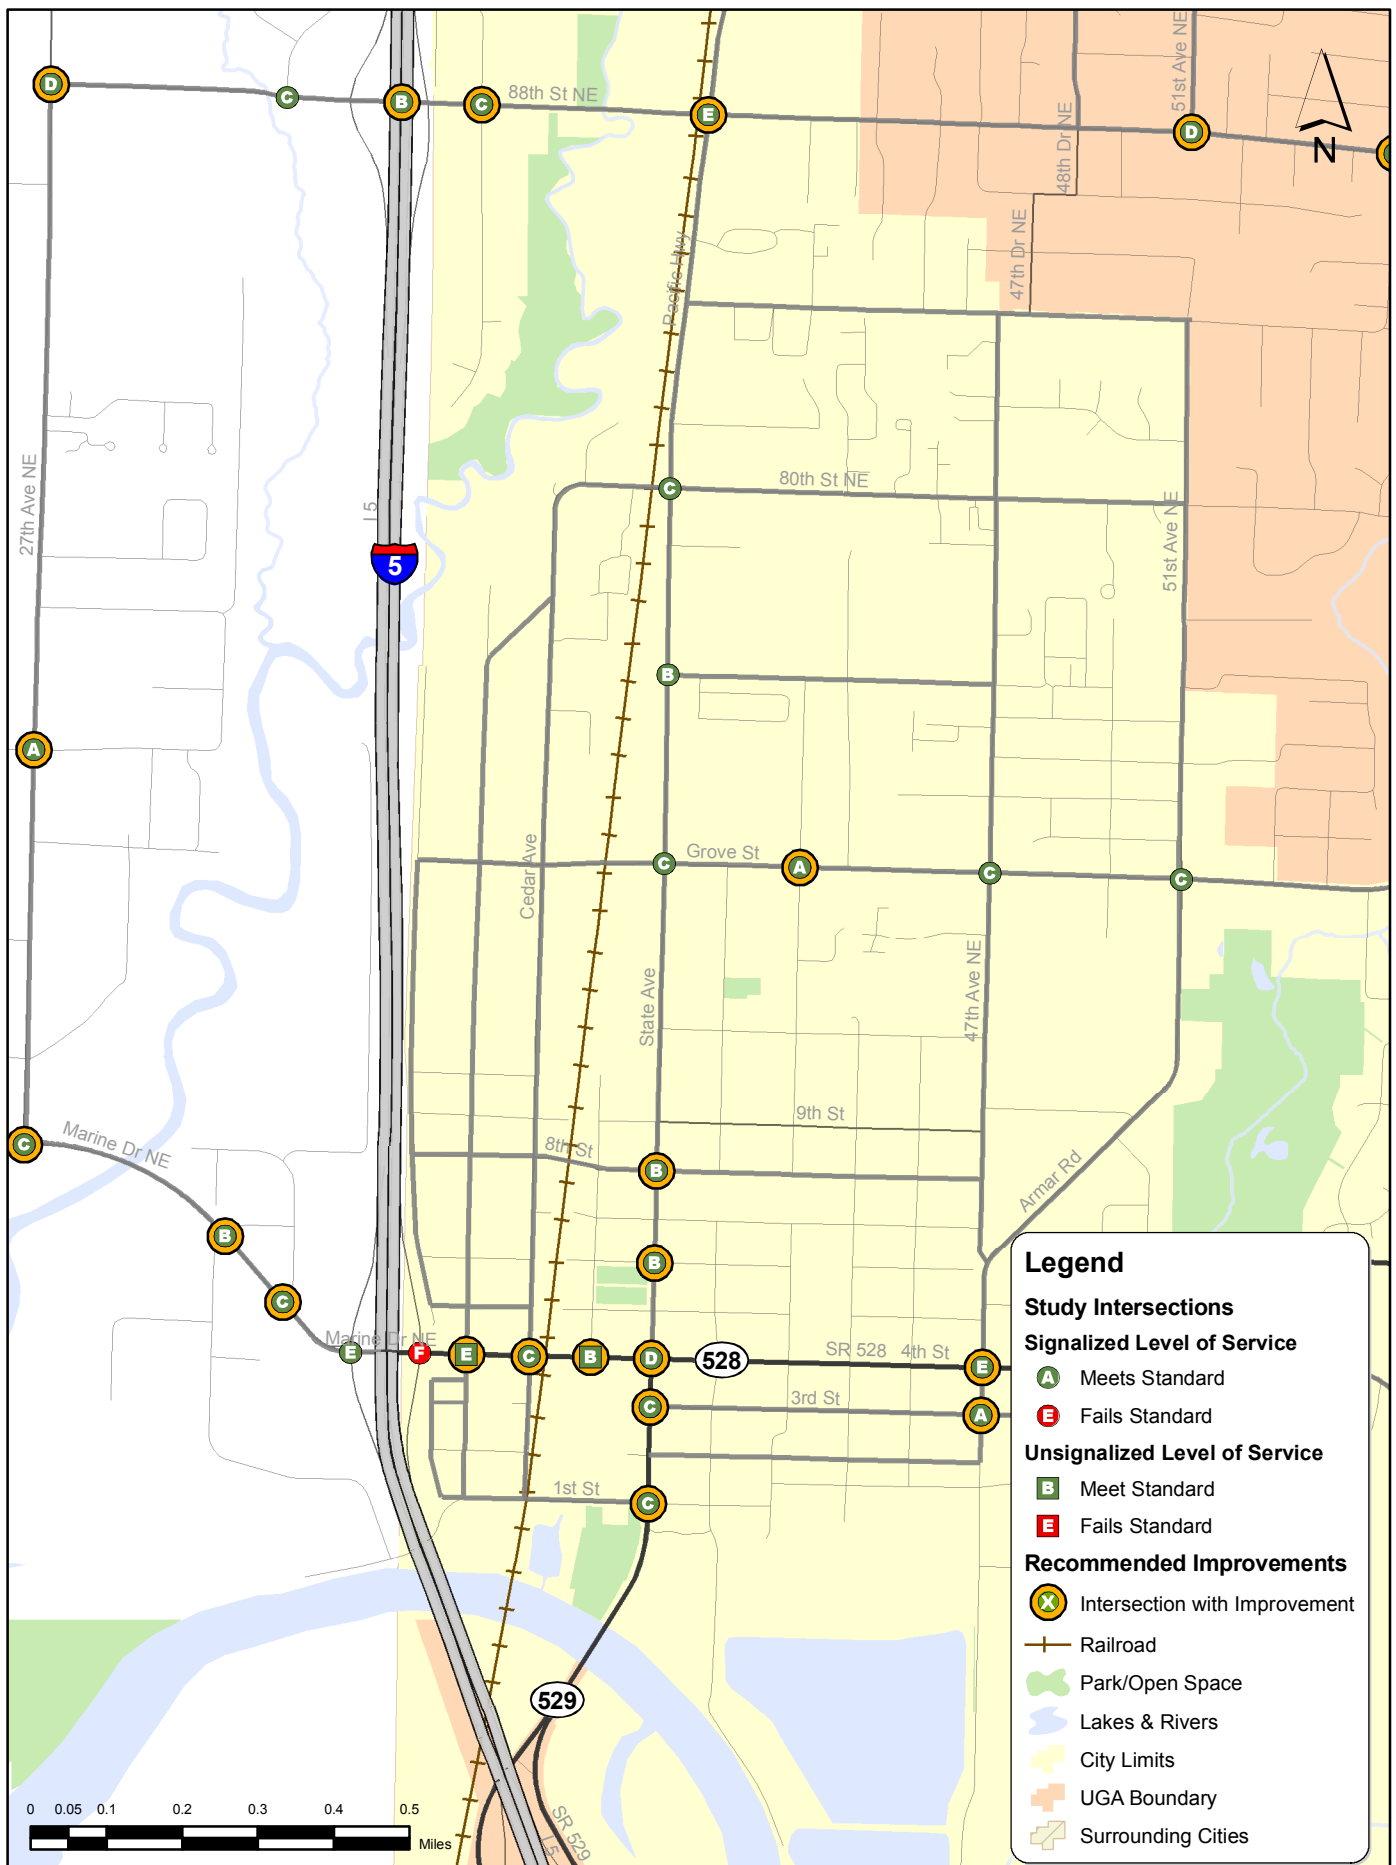 51st Ave NE
D
C
B
C
88th St NE
E
D
N
48th Dr NE
47th Dr NE
Pacific Hwy
27th Ave NE
I 5
5
C
80th St NE
51st Ave NE
B
A
Cedar Ave
C
Grove St
A
C
C
State Ave
47th Ave NE
9th St
C
Marine Dr NE
8th St
B
Armar Rd
B
B
C
Marine Dr NE
E
F
E
C
B
D
528
SR 528 4th St
E
C
3rd St
A
1st St
C
529
SR 529
I 5
Legend
Study Intersections
Signalized Level of Service
A Meets Standard
E Fails Standard
Unsignalized Level of Service
B Meet Standard
E Fails Standard
Recommended Improvements
X Intersection with Improvement
Railroad
Park/Open Space
Lakes & Rivers
City Limits
UGA Boundary
Surrounding Cities
0 0.05 0.1 0.2 0.3 0.4 0.5
Miles